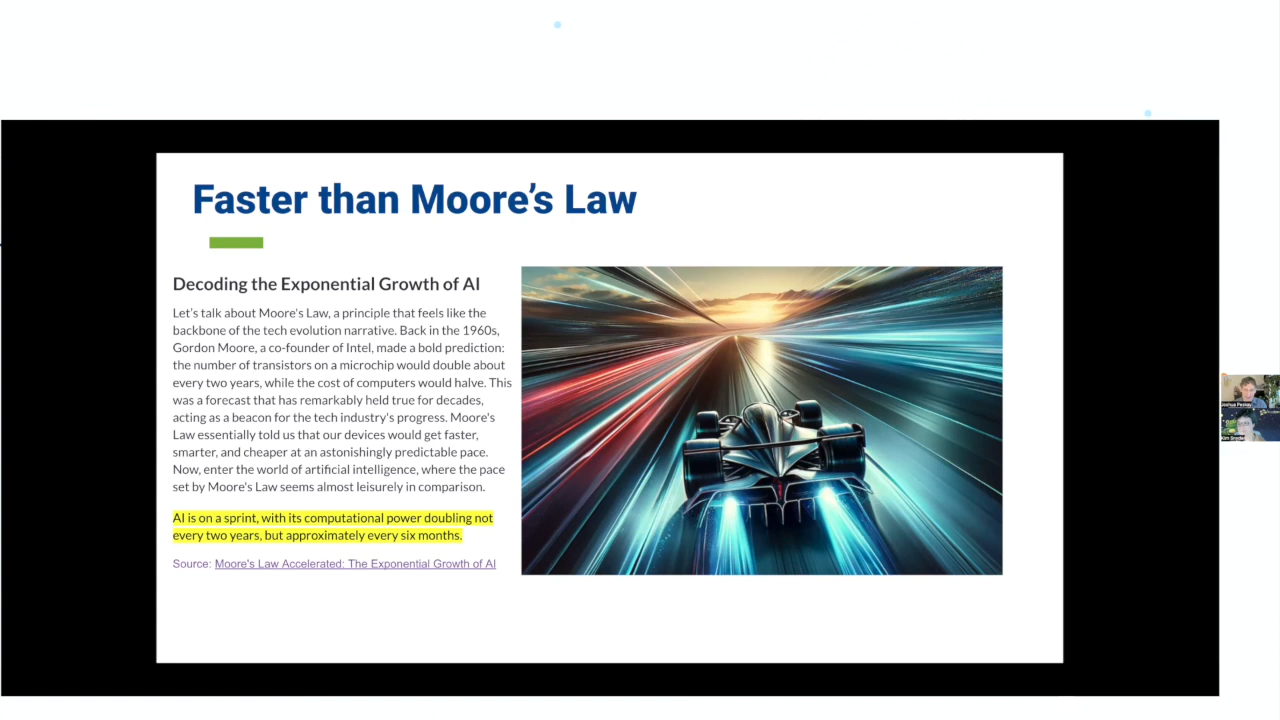 Faster than Moore’s Law
Decoding the Exponential Growth of AI
Let’s talk about Moore's Law, a principle that feels like the
backbone of the tech evolution narrative. Back in the 1960s,
Gordon Moore, a co-founder of Intel, made a bold prediction:
the number of transistors on a microchip would double about
every two years, while the cost of computers would halve. This
was a forecast that has remarkably held true for decades,
acting as a beacon for the tech industry's progress. Moore's
Law essentially told us that our devices would get faster,
smarter, and cheaper at an astonishingly predictable pace.
Now, enter the world of artificial intelligence, where the pace
set by Moore's Law seems almost leisurely in comparison.
AI is on a sprint, with its computational power doubling not
every two years, but approximately every six months.
Source: Moore's Law Accelerated: The Exponential Growth of AI
Joshua Peskay
Kim Snyder